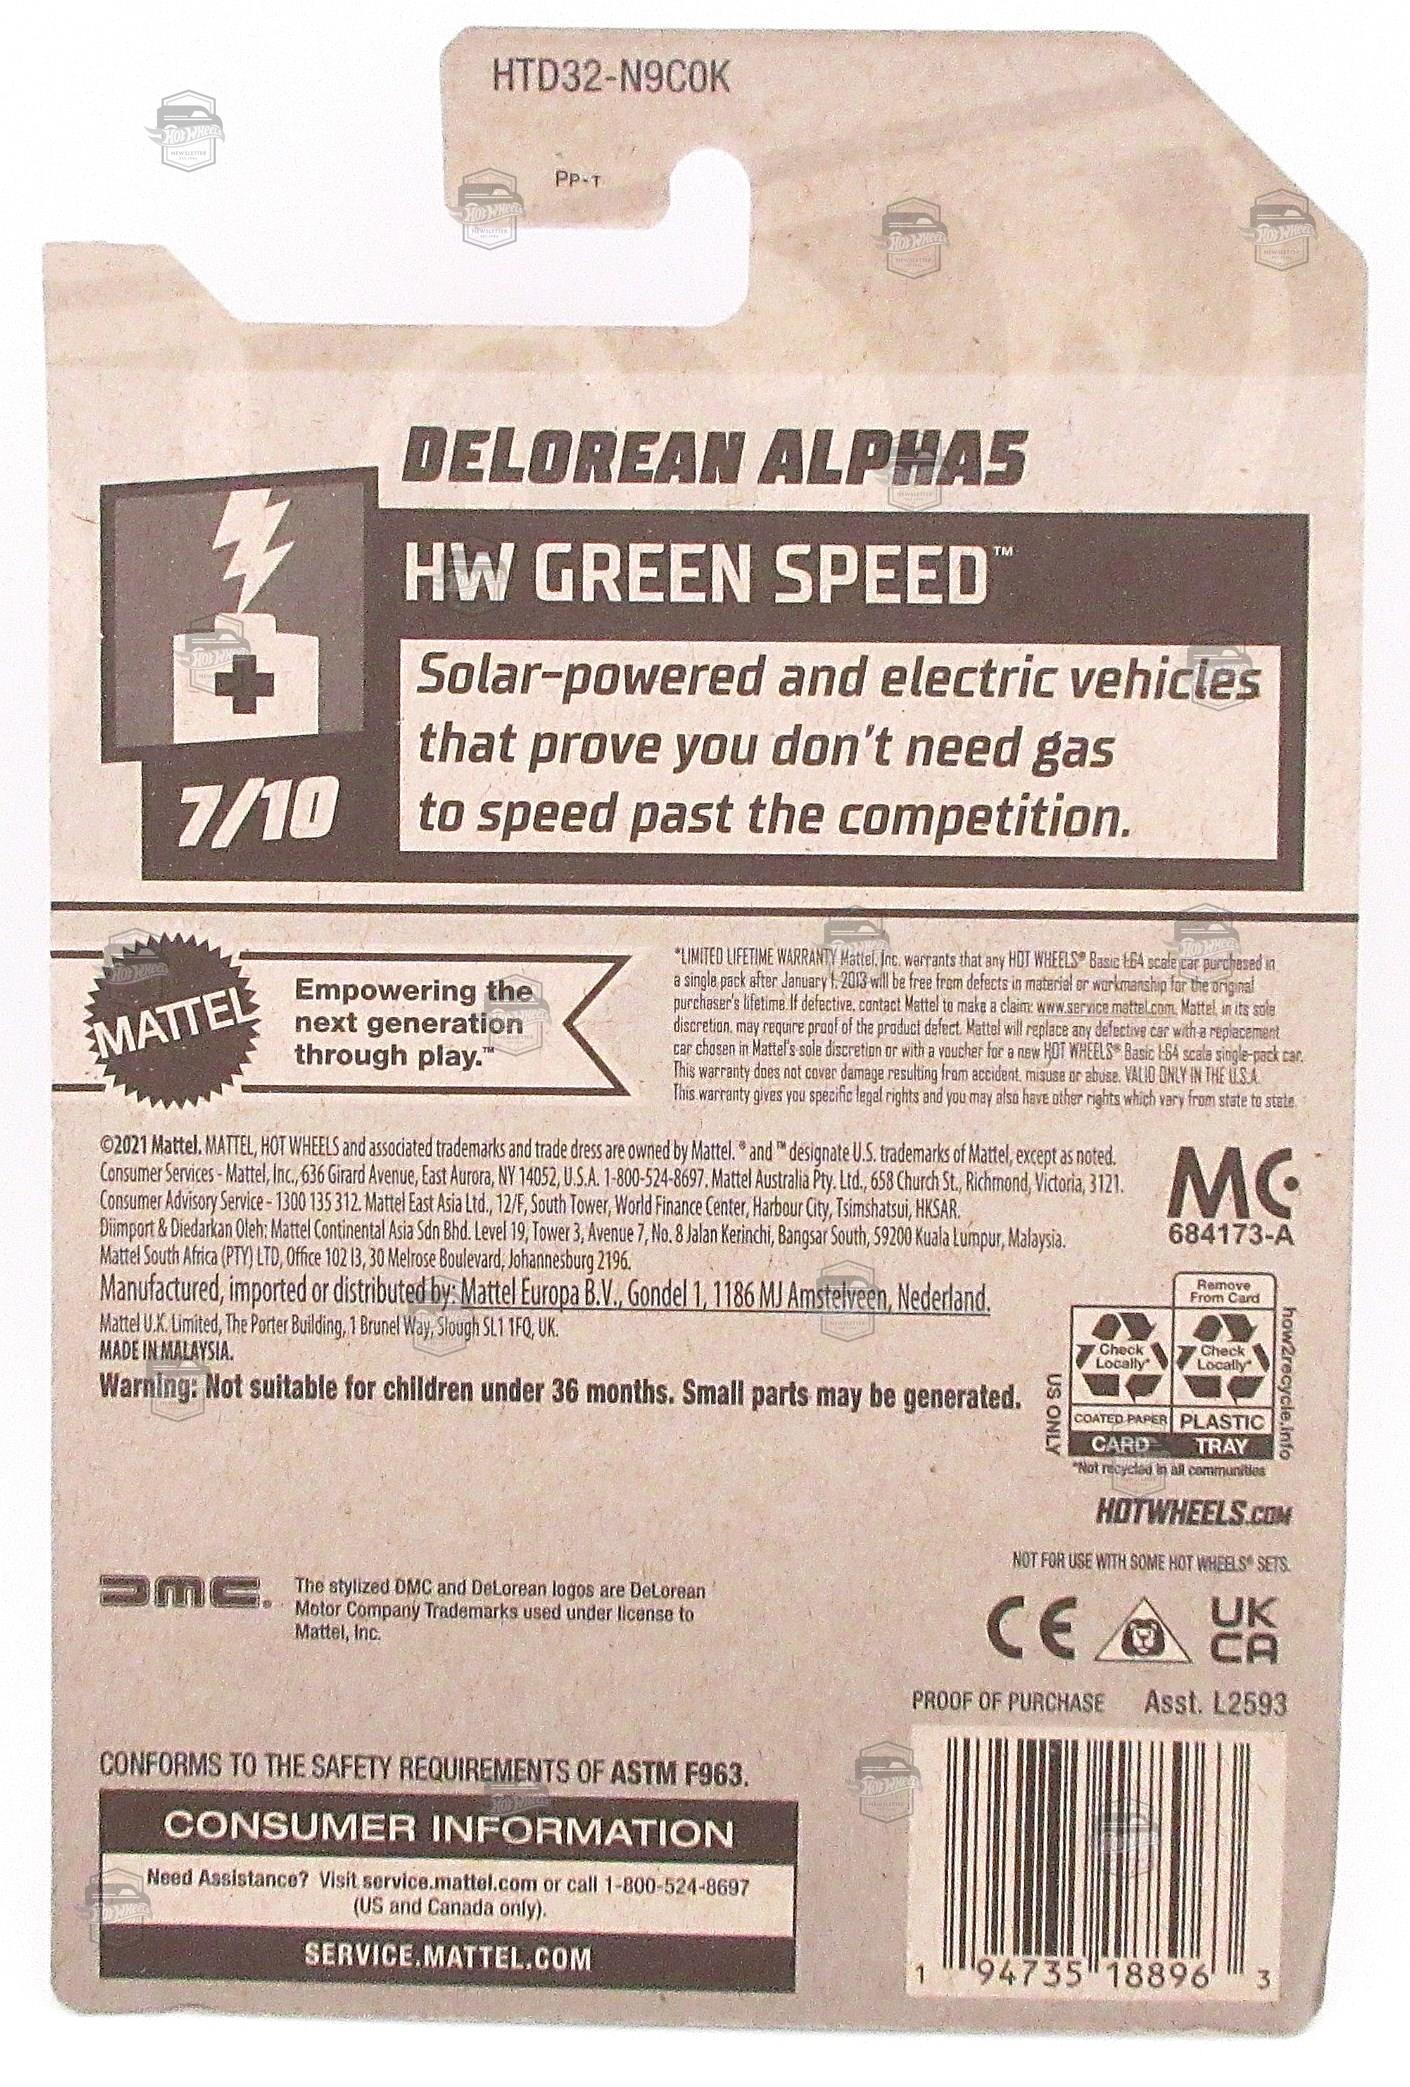 HTD32-N9C0K
PP-T
DELOREAN ALPHA5
HW GREEN SPEED™
Solar-powered and electric vehicles
that prove you don't need gas
to speed past the competition.
7/10
MATTEL
Empowering the
next generation
through play.™
*LIMITED LIFETIME WARRANTY Mattel, Inc. warrants that any HOT WHEELS® Basic 1:64 scale car purchased in
a single pack after January 1, 2013 will be free from defects in material or workmanship for the original
purchaser's lifetime. If defective, contact Mattel to make a claim: www.service.mattel.com. Mattel, in its sole
discretion, may require proof of the product defect. Mattel will replace any defective car with a replacement
car chosen in Mattel's sole discretion or with a voucher for a new HOT WHEELS® Basic 1:64 scale single-pack car.
This warranty does not cover damage resulting from accident, misuse or abuse. VALID ONLY IN THE U.S.A.
This warranty gives you specific legal rights and you may also have other rights which vary from state to state.
©2021 Mattel. MATTEL, HOT WHEELS and associated trademarks and trade dress are owned by Mattel. ® and ™ designate U.S. trademarks of Mattel, except as noted.
Consumer Services - Mattel, Inc., 636 Girard Avenue, East Aurora, NY 14052, U.S.A. 1-800-524-8697. Mattel Australia Pty. Ltd., 658 Church St., Richmond, Victoria, 3121.
Consumer Advisory Service - 1300 135 312. Mattel East Asia Ltd., 12/F, South Tower, World Finance Center, Harbour City, Tsimshatsui, HKSAR.
Diimport & Diedarkan Oleh: Mattel Continental Asia Sdn Bhd. Level 19, Tower 3, Avenue 7, No. 8 Jalan Kerinchi, Bangsar South, 59200 Kuala Lumpur, Malaysia.
Mattel South Africa (PTY) LTD, Office 102 I3, 30 Melrose Boulevard, Johannesburg 2196.
Manufactured, imported or distributed by: Mattel Europa B.V., Gondel 1, 1186 MJ Amstelveen, Nederland.
Mattel U.K. Limited, The Porter Building, 1 Brunel Way, Slough SL1 1FQ, UK.
MADE IN MALAYSIA.
Warning: Not suitable for children under 36 months. Small parts may be generated.
MC
684173-A
Remove
From Card
Check
Locally*
Check
Locally*
COATED PAPER
PLASTIC
CARD
TRAY
US ONLY
how2recycle.info
*Not recycled in all communities
HOTWHEELS.COM
NOT FOR USE WITH SOME HOT WHEELS® SETS.
DMC®
The stylized DMC and DeLorean logos are DeLorean
Motor Company Trademarks used under license to
Mattel, Inc.
CE
UK
CA
PROOF OF PURCHASE Asst. L2593
CONFORMS TO THE SAFETY REQUIREMENTS OF ASTM F963.
CONSUMER INFORMATION
Need Assistance? Visit service.mattel.com or call 1-800-524-8697
(US and Canada only).
SERVICE.MATTEL.COM
1 94735 18896 3
Hot Wheels
NEWSLETTER